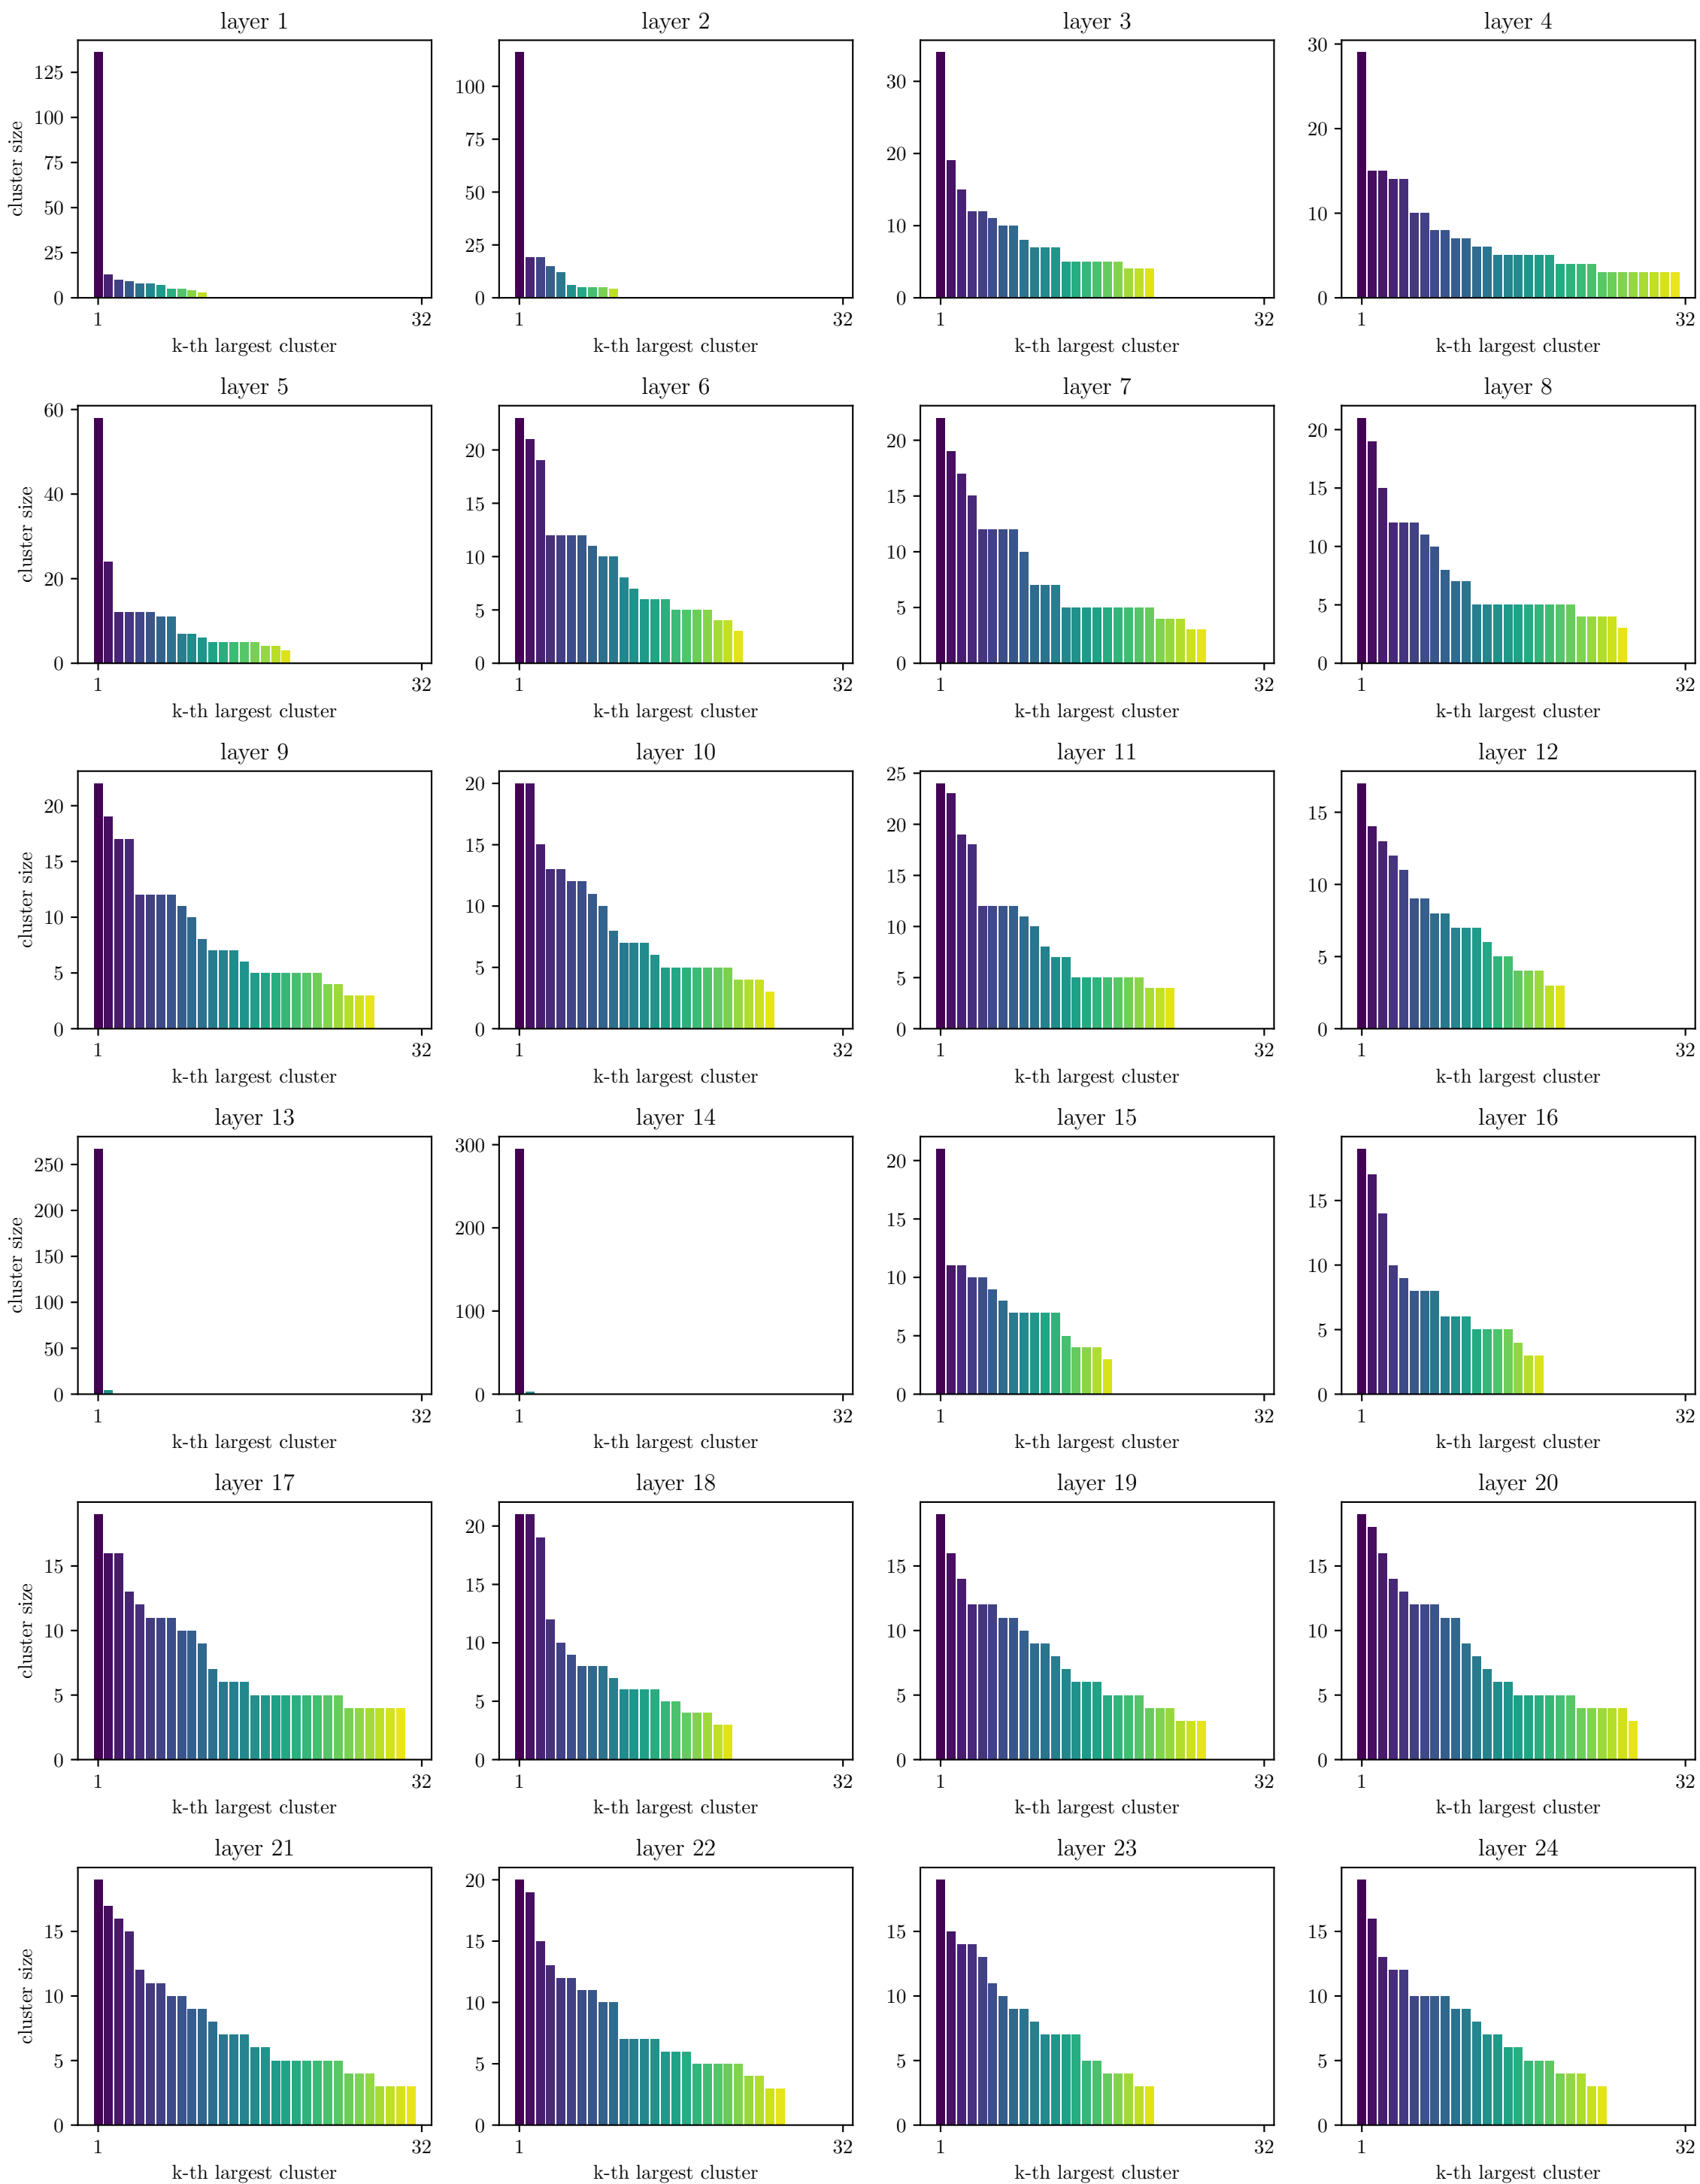 layer 1
125
100
75
50
25
0
cluster size
1
32
k-th largest cluster
layer 2
100
75
50
25
0
1
32
k-th largest cluster
layer 3
30
20
10
0
1
32
k-th largest cluster
layer 4
30
20
10
0
1
32
k-th largest cluster
layer 5
60
40
20
0
cluster size
1
32
k-th largest cluster
layer 6
20
15
10
5
0
1
32
k-th largest cluster
layer 7
20
15
10
5
0
1
32
k-th largest cluster
layer 8
20
15
10
5
0
1
32
k-th largest cluster
layer 9
20
15
10
5
0
cluster size
1
32
k-th largest cluster
layer 10
20
15
10
5
0
1
32
k-th largest cluster
layer 11
25
20
15
10
5
0
1
32
k-th largest cluster
layer 12
15
10
5
0
1
32
k-th largest cluster
layer 13
250
200
150
100
50
0
cluster size
1
32
k-th largest cluster
layer 14
300
200
100
0
1
32
k-th largest cluster
layer 15
20
15
10
5
0
1
32
k-th largest cluster
layer 16
15
10
5
0
1
32
k-th largest cluster
layer 17
15
10
5
0
cluster size
1
32
k-th largest cluster
layer 18
20
15
10
5
0
1
32
k-th largest cluster
layer 19
15
10
5
0
1
32
k-th largest cluster
layer 20
15
10
5
0
1
32
k-th largest cluster
layer 21
15
10
5
0
cluster size
1
32
k-th largest cluster
layer 22
20
15
10
5
0
1
32
k-th largest cluster
layer 23
15
10
5
0
1
32
k-th largest cluster
layer 24
15
10
5
0
1
32
k-th largest cluster